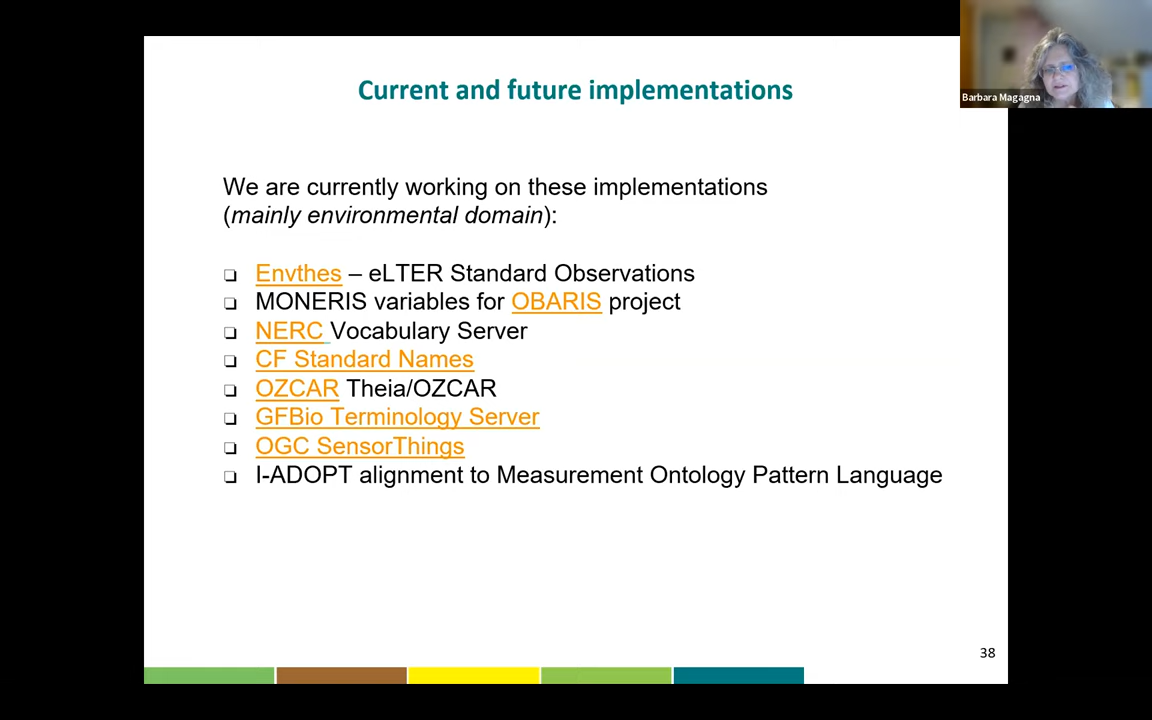 Current and future implementations
Barbara Magagna
We are currently working on these implementations
(mainly environmental domain):
Envthes – eLTER Standard Observations
MONERIS variables for OBARIS project
NERC Vocabulary Server
CF Standard Names
OZCAR Theia/OZCAR
GFBio Terminology Server
OGC SensorThings
I-ADOPT alignment to Measurement Ontology Pattern Language
38